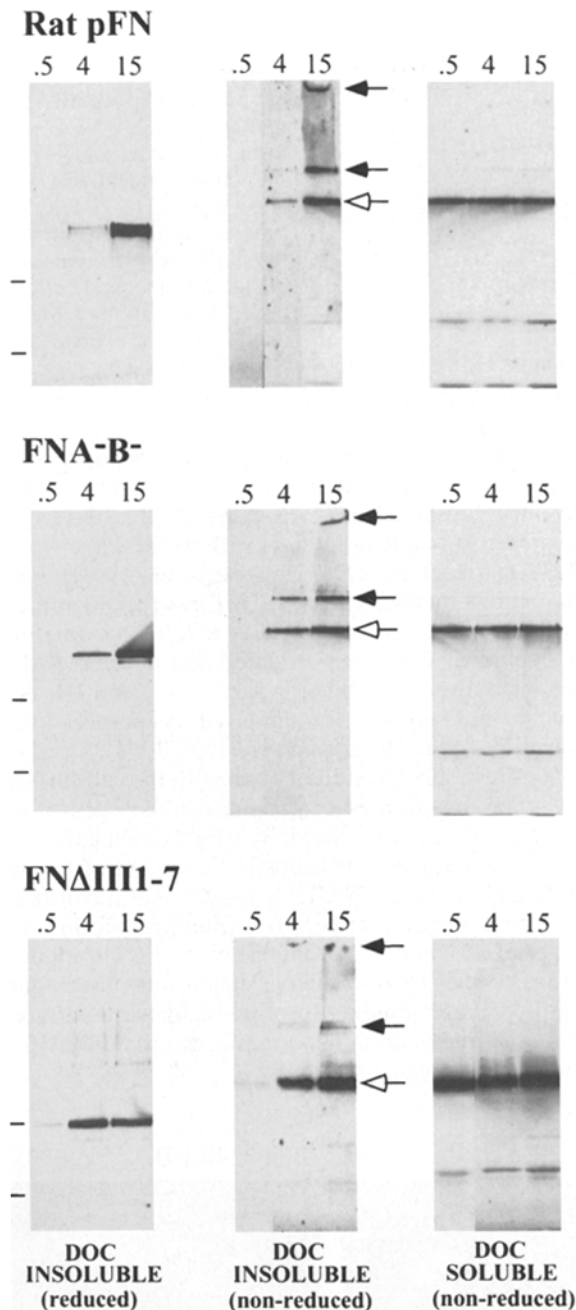 Rat pFN
.5 4 15
.5 4 15
.5 4 15
FNA-B-
.5 4 15
.5 4 15
.5 4 15
FNΔIII1-7
.5 4 15
.5 4 15
.5 4 15
DOC
INSOLUBLE
(reduced)
DOC
INSOLUBLE
(non-reduced)
DOC
SOLUBLE
(non-reduced)